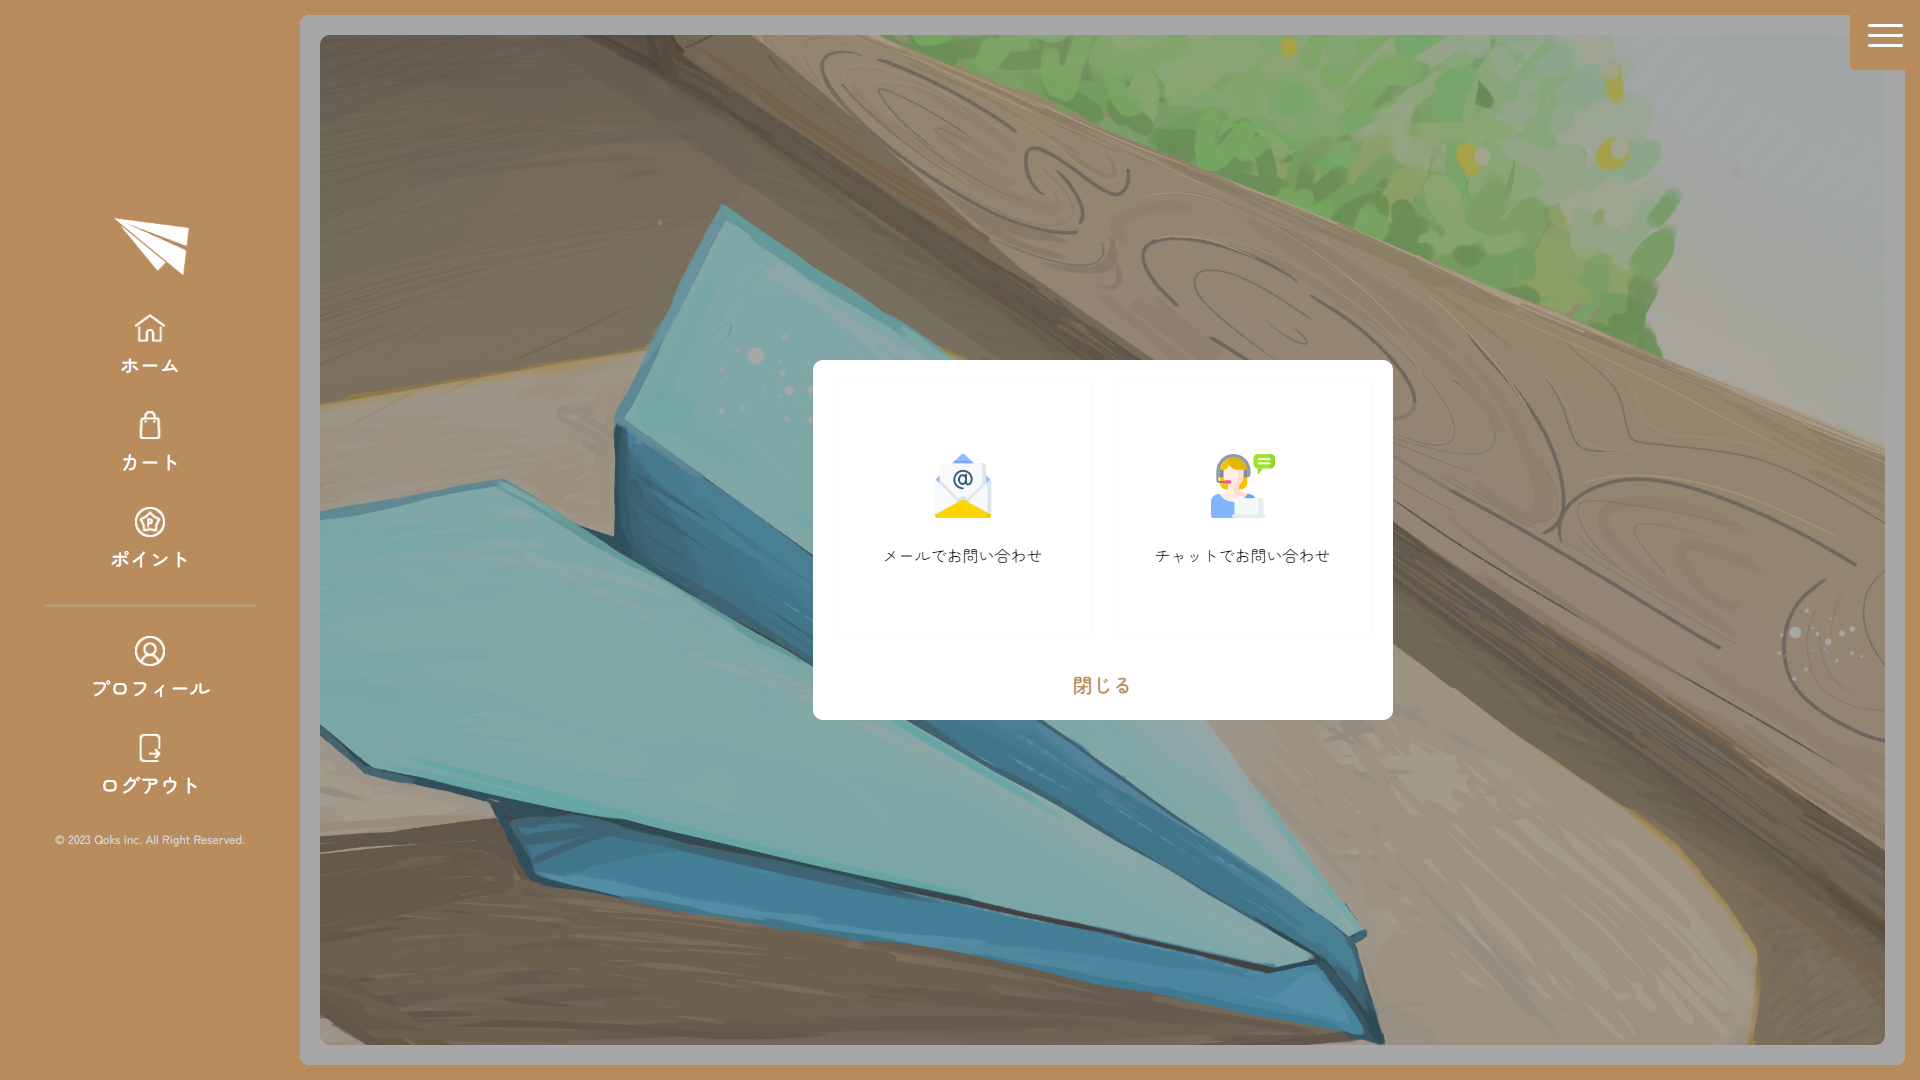 ホーム
カート
ポイント
プロフィール
ログアウト
© 2023 Qoks inc. All Right Reserved.
メールでお問い合わせ
チャットでお問い合わせ
閉じる